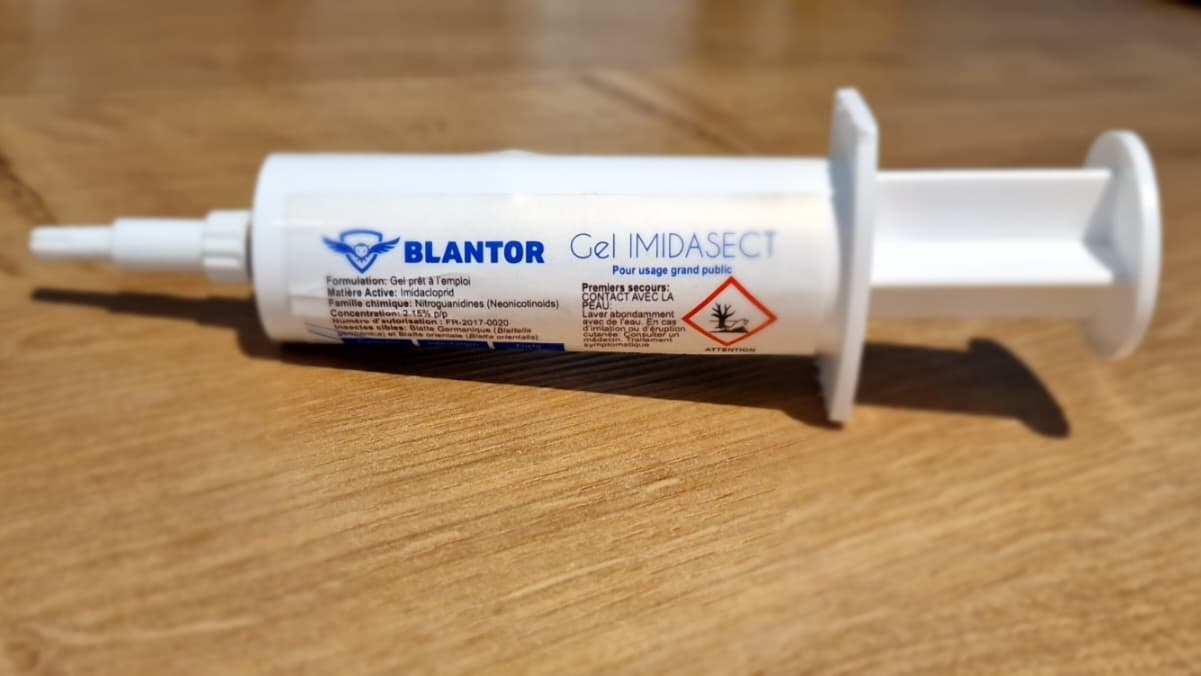 BLANTOR
Formulation: Gel prêt à l'emploi
Matière Active: Imidacloprid
Famille chimique: Nitroguanidines (Neonicotinoids)
Concentration: 2.15% p/p
Numéro d'autorisation : FR-2017-0020
Insectes cibles: Blatte Germanique (Blattella
germanica) et Blatte orientale (Blatta orientalis)
Gel IMIDASECT
Pour usage grand public
Premiers secours:
CONTACT AVEC LA
PEAU:
Laver abondamment
avec de l'eau. En cas
d'irritation ou d'éruption
cutanée: Consulter un
médecin. Traitement
symptomatique
ATTENTION